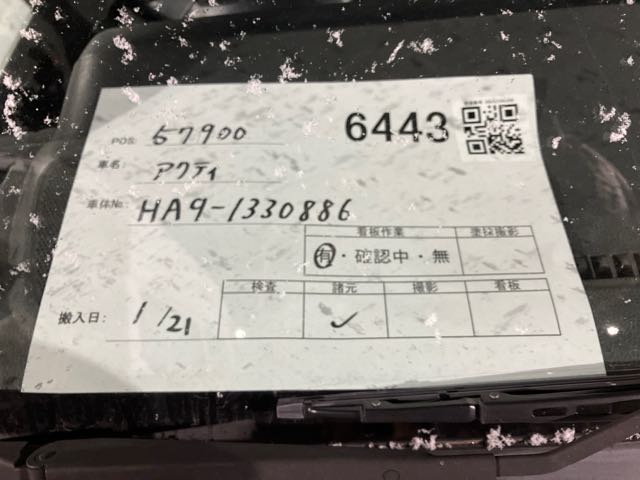 6443
POS: 57900
車名 アクティ
車体No.: HA9-1330886
看板作業 塗採撮影
有・確認中・無
検査 諸元 撮影 看板
搬入日: 1/21 ✓